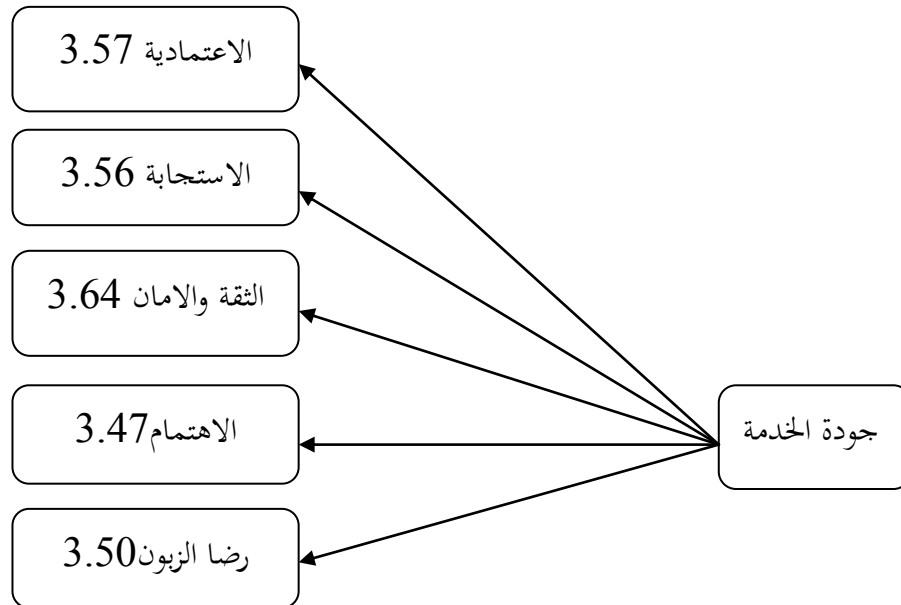 الاعتمادية 3.57
الاستجابة 3.56
الثقة والامان 3.64
الاهتمام3.47
جودة الخدمة
رضا الزبون3.50